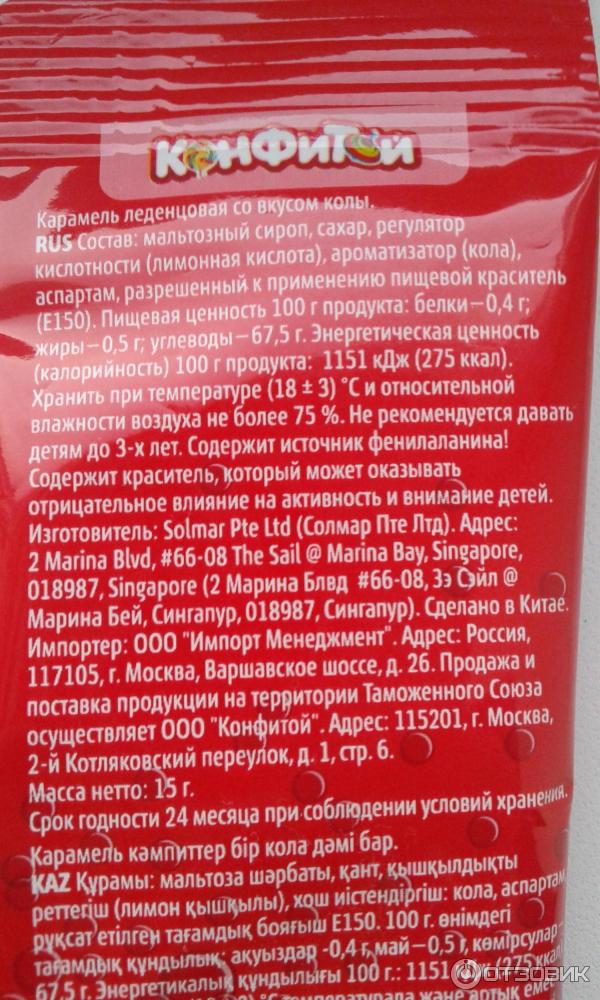 КОНФИТОЙ
Карамель леденцовая со вкусом колы.
RUS Состав: мальтозный сироп, сахар, регулятор
кислотности (лимонная кислота), ароматизатор (кола),
аспартам, разрешенный к применению пищевой краситель
(Е150). Пищевая ценность 100 г продукта: белки—0,4 г;
жиры—0,5 г; углеводы—67,5 г. Энергетическая ценность
(калорийность) 100 г продукта: 1151 кДж (275 ккал).
Хранить при температуре (18 ± 3) °С и относительной
влажности воздуха не более 75 %. Не рекомендуется давать
детям до 3-х лет. Содержит источник фенилаланина!
Содержит краситель, который может оказывать
отрицательное влияние на активность и внимание детей.
Изготовитель: Solmar Pte Ltd (Солмар Пте Лтд). Адрес:
2 Marina Blvd, #66-08 The Sail @ Marina Bay, Singapore,
018987, Singapore (2 Марина Блвд #66-08, Зэ Сэйл @
Марина Бей, Сингапур, 018987, Сингапур). Сделано в Китае.
Импортер: ООО "Импорт Менеджмент". Адрес: Россия,
117105, г. Москва, Варшавское шоссе, д. 26. Продажа и
поставка продукции на территории Таможенного Союза
осуществляет ООО "Конфитой". Адрес: 115201, г. Москва,
2-й Котляковский переулок, д. 1, стр. 6.
Масса нетто: 15 г.
Срок годности 24 месяца при соблюдении условий хранения.
Карамель кәмпиттер бір кола дәмі бар.
KAZ Құрамы: мальтоза шәрбаты, қант, қышқылдықты
реттегіш (лимон қышқылы), хош иістендіргіш: кола, аспартам,
рұқсат етілген тағамдық бояғыш Е150. 100 г. өнімдегі
тағамдық құндылық: ақуыздар -0,4 г, май—0,5 г, көмірсулар—
67,5 г. Энергетикалық құндылығы 100 г.: 1151 кДж (275 ккал)
°С температурада және артық емес
ОТЗОВИК